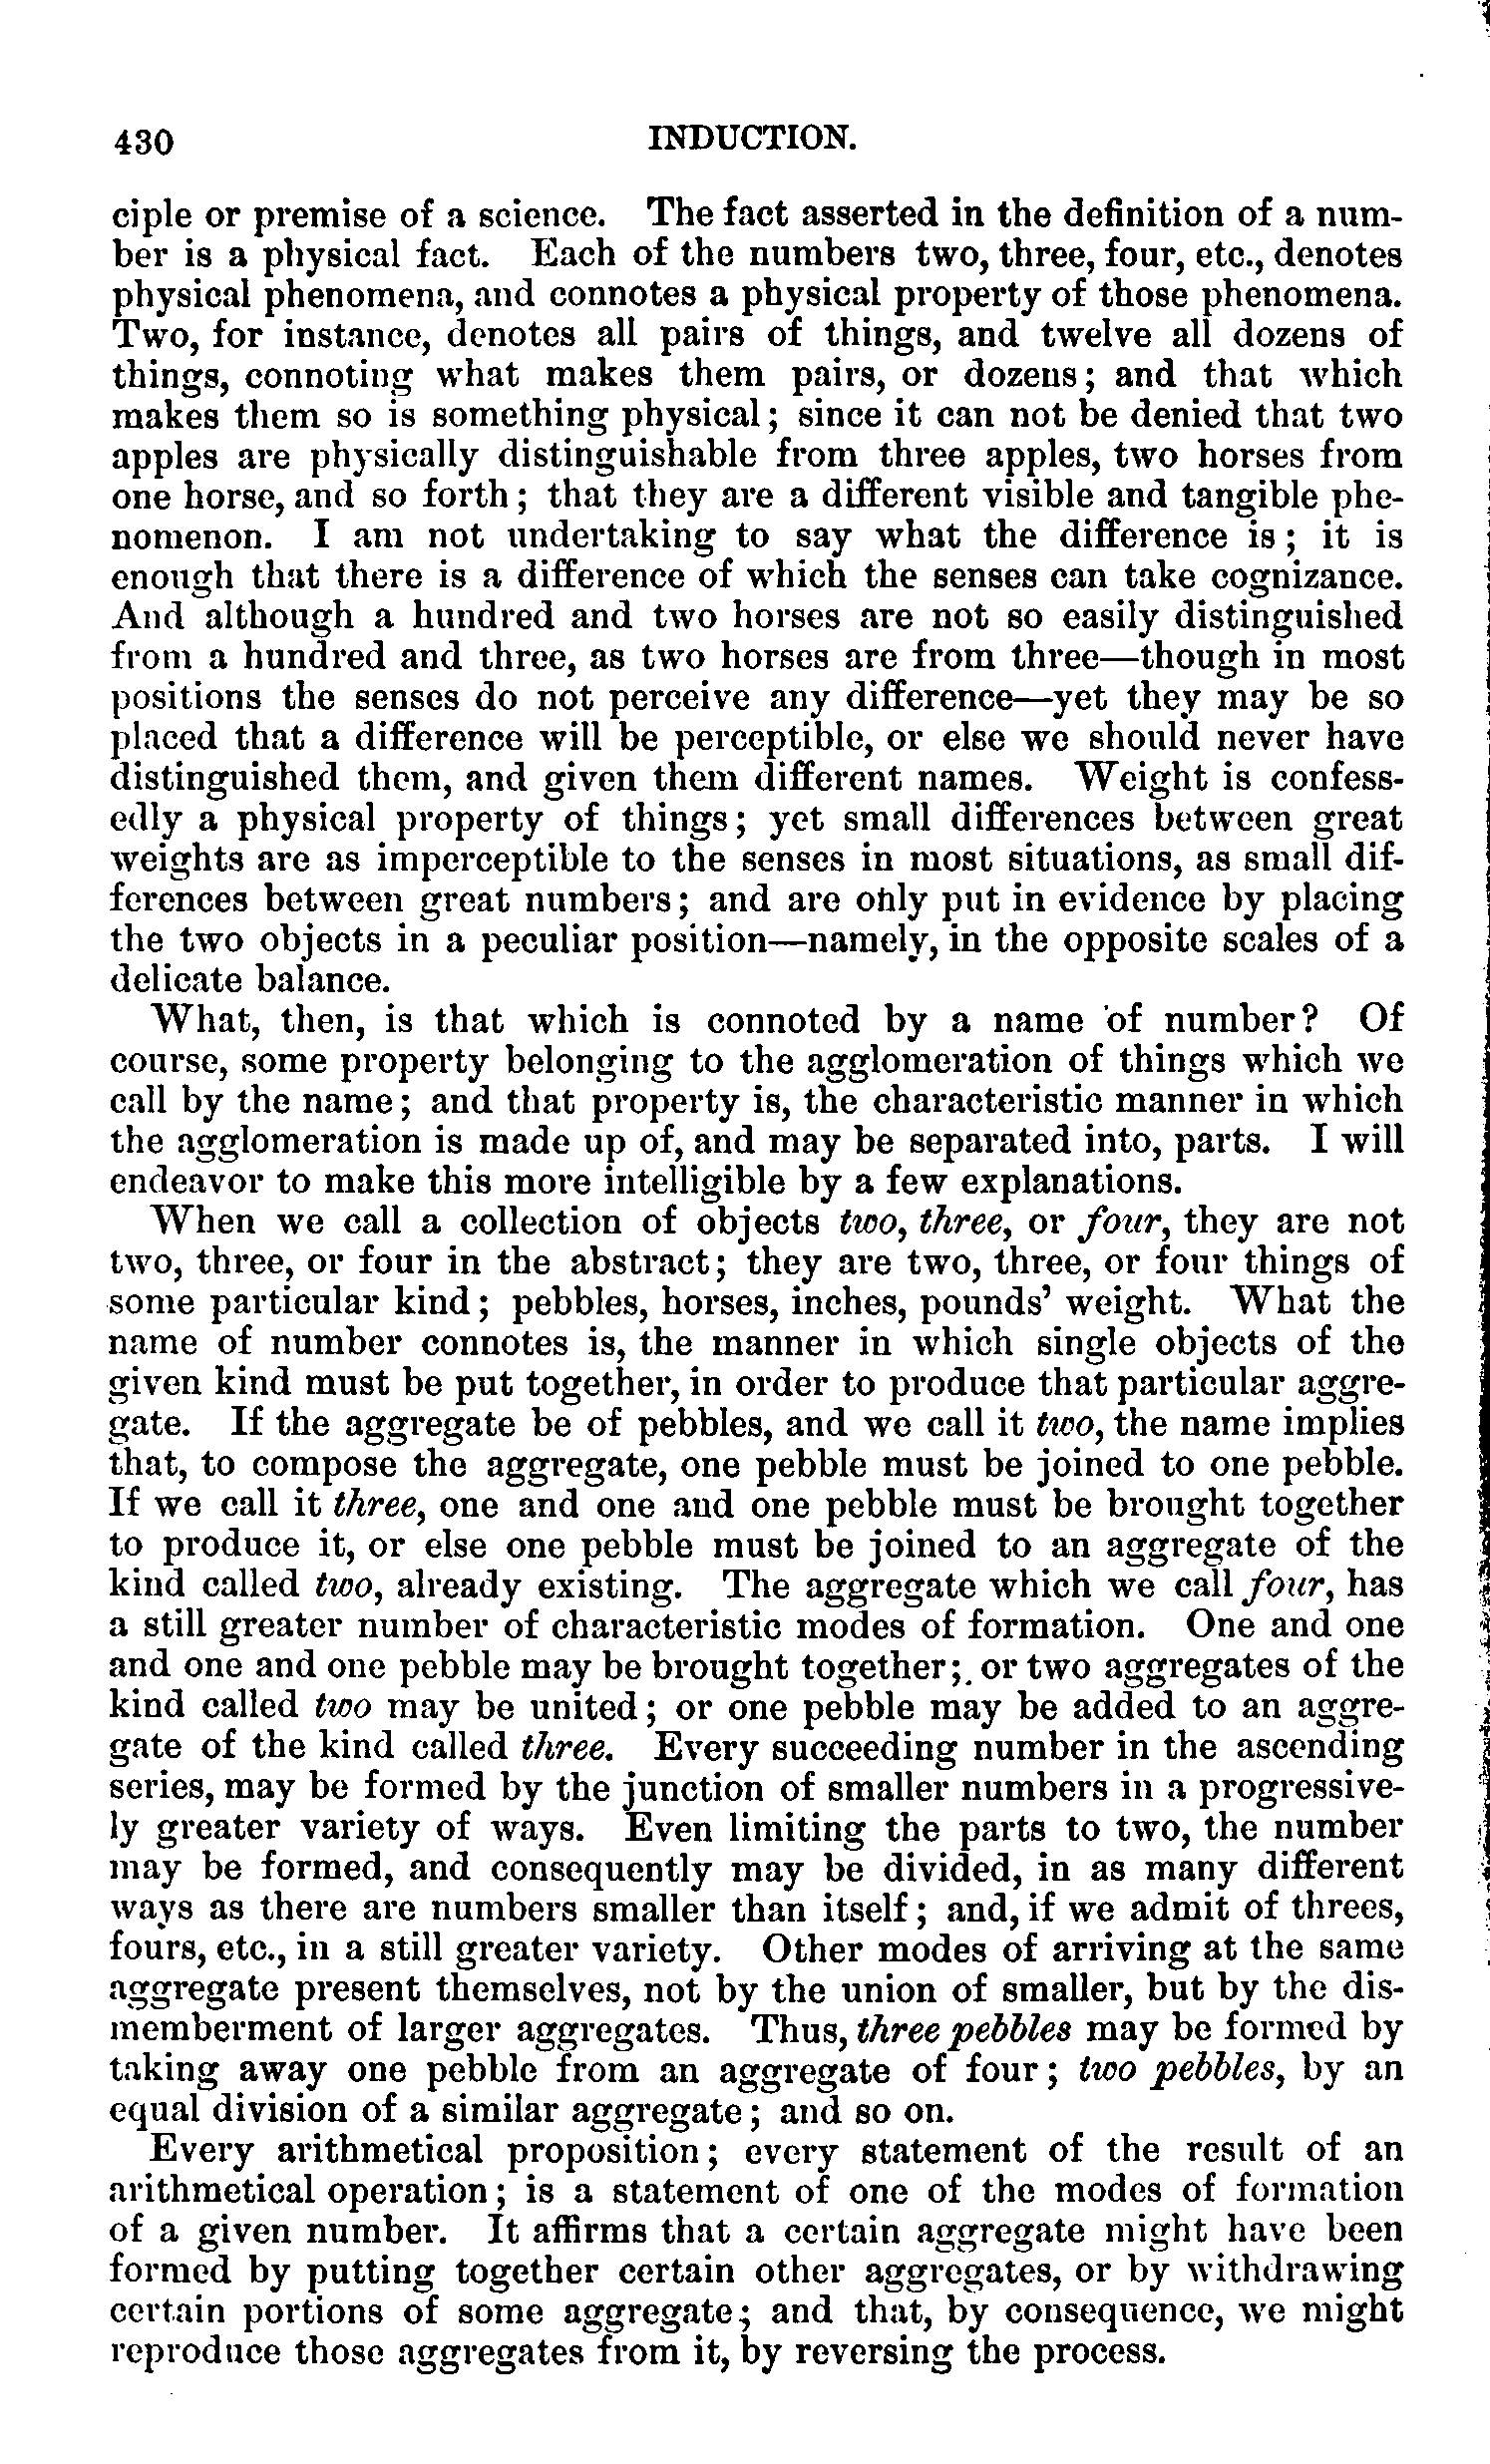 430
INDUCTION.
ciple or premise of a science. The fact asserted in the definition of a num-
ber is a physical fact. Each of the numbers two, three, four, etc., denotes
physical phenomena, and connotes a physical property of those phenomena.
Two, for instance, denotes all pairs of things, and twelve all dozens of
things, connoting what makes them pairs, or dozens; and that which
makes them so is something physical; since it can not be denied that two
apples are physically distinguishable from three apples, two horses from
one horse, and so forth; that they are a different visible and tangible phe-
nomenon. I am not undertaking to say what the difference is; it is
enough that there is a difference of which the senses can take cognizance.
And although a hundred and two horses are not so easily distinguished
from a hundred and three, as two horses are from three—though in most
positions the senses do not perceive any difference—yet they may be so
placed that a difference will be perceptible, or else we should never have
distinguished them, and given them different names. Weight is confess-
edly a physical property of things; yet small differences between great
weights are as imperceptible to the senses in most situations, as small dif-
ferences between great numbers; and are only put in evidence by placing
the two objects in a peculiar position—namely, in the opposite scales of a
delicate balance.
What, then, is that which is connoted by a name of number? Of
course, some property belonging to the agglomeration of things which we
call by the name; and that property is, the characteristic manner in which
the agglomeration is made up of, and may be separated into, parts. I will
endeavor to make this more intelligible by a few explanations.
When we call a collection of objects two, three, or four, they are not
two, three, or four in the abstract; they are two, three, or four things of
some particular kind; pebbles, horses, inches, pounds' weight. What the
name of number connotes is, the manner in which single objects of the
given kind must be put together, in order to produce that particular aggre-
gate. If the aggregate be of pebbles, and we call it two, the name implies
that, to compose the aggregate, one pebble must be joined to one pebble.
If we call it three, one and one and one pebble must be brought together
to produce it, or else one pebble must be joined to an aggregate of the
kind called two, already existing. The aggregate which we call four, has
a still greater number of characteristic modes of formation. One and one
and one and one pebble may be brought together; or two aggregates of the
kind called two may be united; or one pebble may be added to an aggre-
gate of the kind called three. Every succeeding number in the ascending
series, may be formed by the junction of smaller numbers in a progressive-
ly greater variety of ways. Even limiting the parts to two, the number
may be formed, and consequently may be divided, in as many different
ways as there are numbers smaller than itself; and, if we admit of threes,
fours, etc., in a still greater variety. Other modes of arriving at the same
aggregate present themselves, not by the union of smaller, but by the dis-
memberment of larger aggregates. Thus, three pebbles may be formed by
taking away one pebble from an aggregate of four; two pebbles, by an
equal division of a similar aggregate; and so on.
Every arithmetical proposition; every statement of the result of an
arithmetical operation; is a statement of one of the modes of formation
of a given number. It affirms that a certain aggregate might have been
formed by putting together certain other aggregates, or by withdrawing
certain portions of some aggregate; and that, by consequence, we might
reproduce those aggregates from it, by reversing the process.